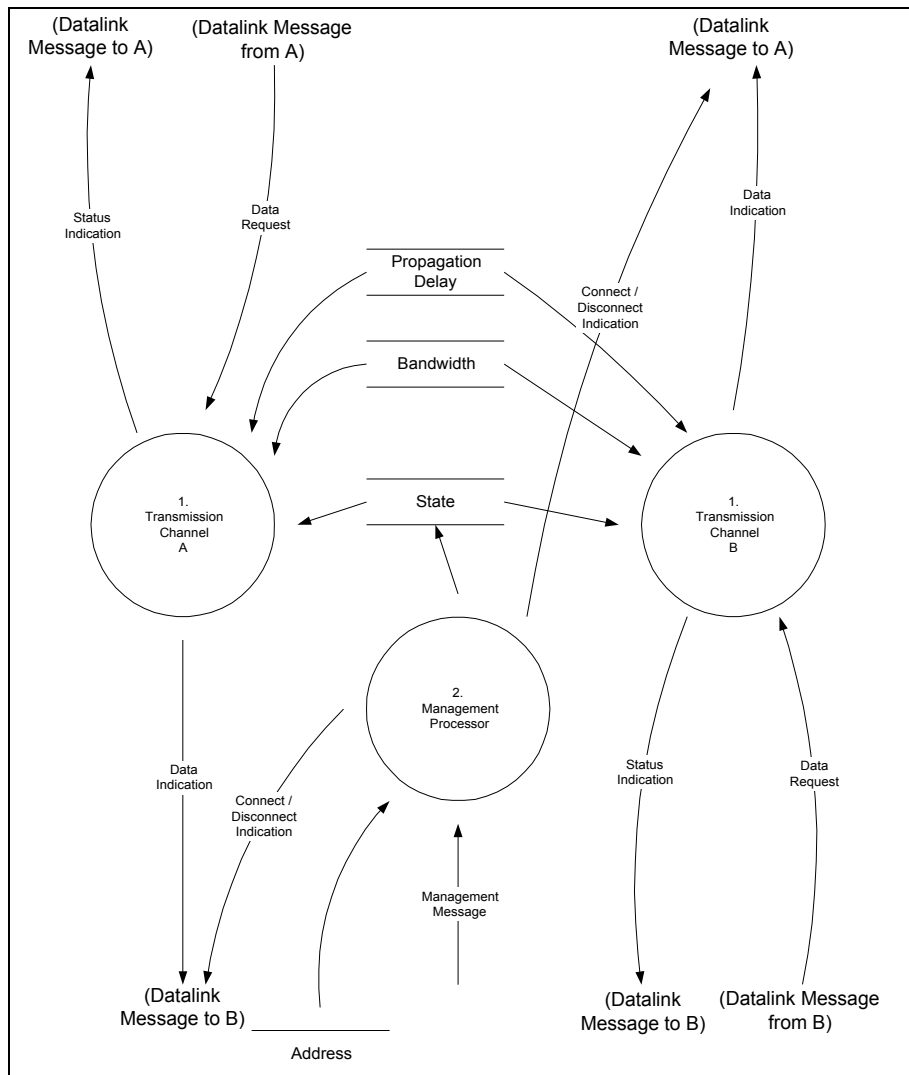 (Datalink
Message to A)
(Datalink Message
from A)
(Datalink
Message to A)
Status
Indication
Data
Request
Data
Indication
Propagation
Delay
Connect /
Disconnect
Indication
Bandwidth
1.
Transmission
Channel
A
State
1.
Transmission
Channel
B
2.
Management
Processor
Data
Indication
Connect /
Disconnect
Indication
Status
Indication
Data
Request
Management
Message
(Datalink
Message to B)
(Datalink
Message to B)
(Datalink Message
from B)
Address